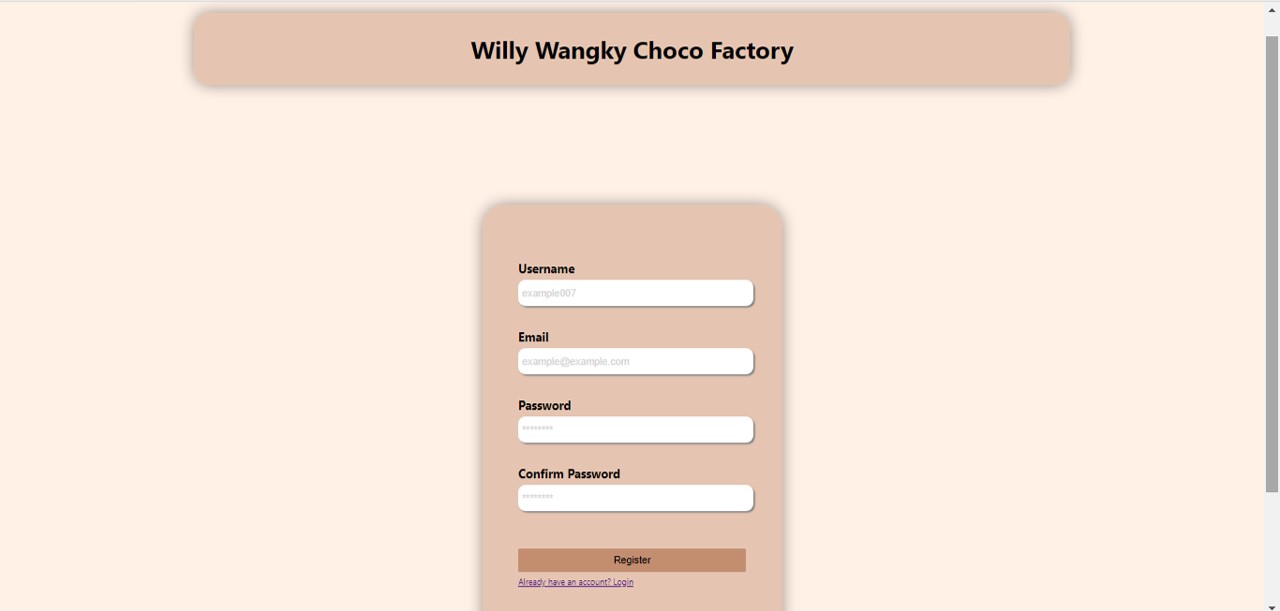 Willy Wangky Choco Factory
Username
example007
Email
example@example.com
Password
********
Confirm Password
********
Register
Already have an account? Login